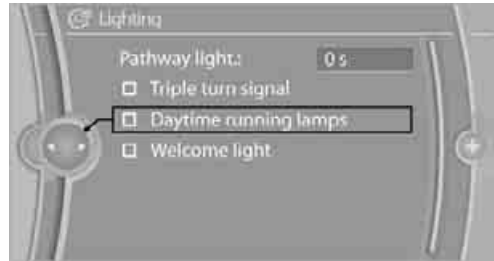 Lighting
Pathway light.: 0 s
Triple turn signal
Daytime running lamps
Welcome light